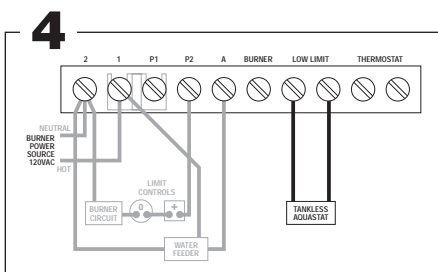 4
2 1 P1 P2 A BURNER LOW LIMIT THERMOSTAT
NEUTRAL
BURNER
POWER
SOURCE
120VAC
HOT
LIMIT
CONTROLS
BURNER
CIRCUIT
0 +
TANKLESS
AQUASTAT
WATER
FEEDER